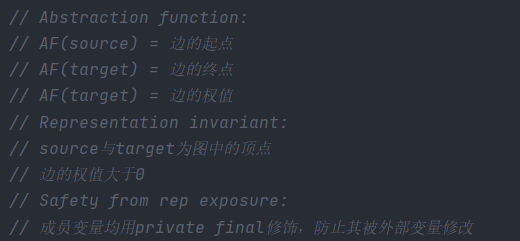 // Abstraction function:
// AF(source) = 边的起点
// AF(target) = 边的终点
// AF(target) = 边的权值
// Representation invariant:
// source与target为图中的顶点
// 边的权值大于0
// Safety from rep exposure:
// 成员变量均用private final修饰，防止其被外部变量修改